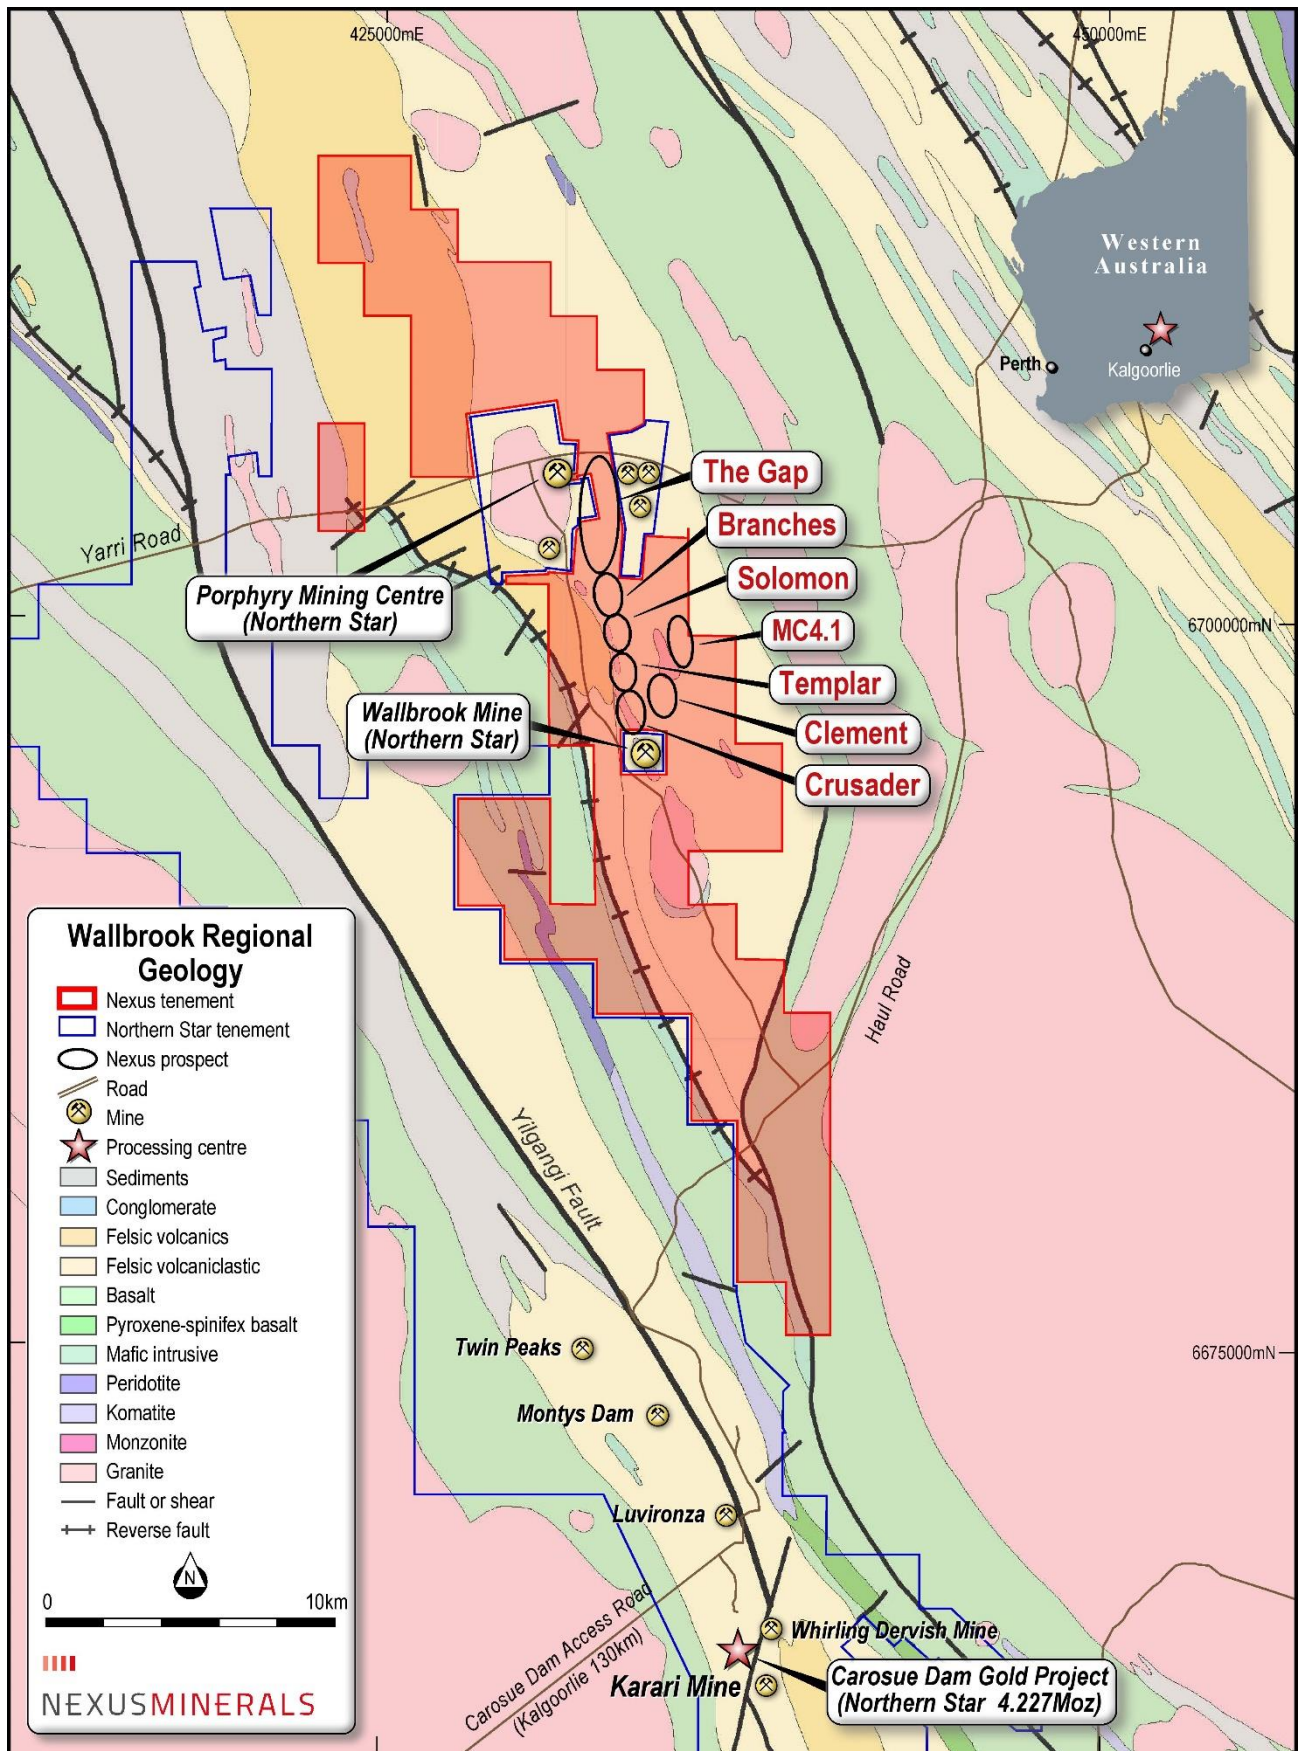 425000mE
450000mE
Western
Australia
Perth
Kalgoorlie
The Gap
Branches
Solomon
MC4.1
Templar
Clement
Crusader
Yarri Road
Porphyry Mining Centre
(Northern Star)
6700000mN
Wallbrook Mine
(Northern Star)
Haul Road
Yilgangi Fault
Wallbrook Regional
Geology
Nexus tenement
Northern Star tenement
Nexus prospect
Road
Mine
Processing centre
Sediments
Conglomerate
Felsic volcanics
Felsic volcaniclastic
Basalt
Pyroxene-spinifex basalt
Mafic intrusive
Peridotite
Komatite
Monzonite
Granite
Fault or shear
Reverse fault
N
0 10km
NEXUSMINERALS
Twin Peaks
6675000mN
Montys Dam
Luvironza
Carosue Dam Access Road
(Kalgoorlie 130km)
Whirling Dervish Mine
Karari Mine
Carosue Dam Gold Project
(Northern Star 4.227Moz)